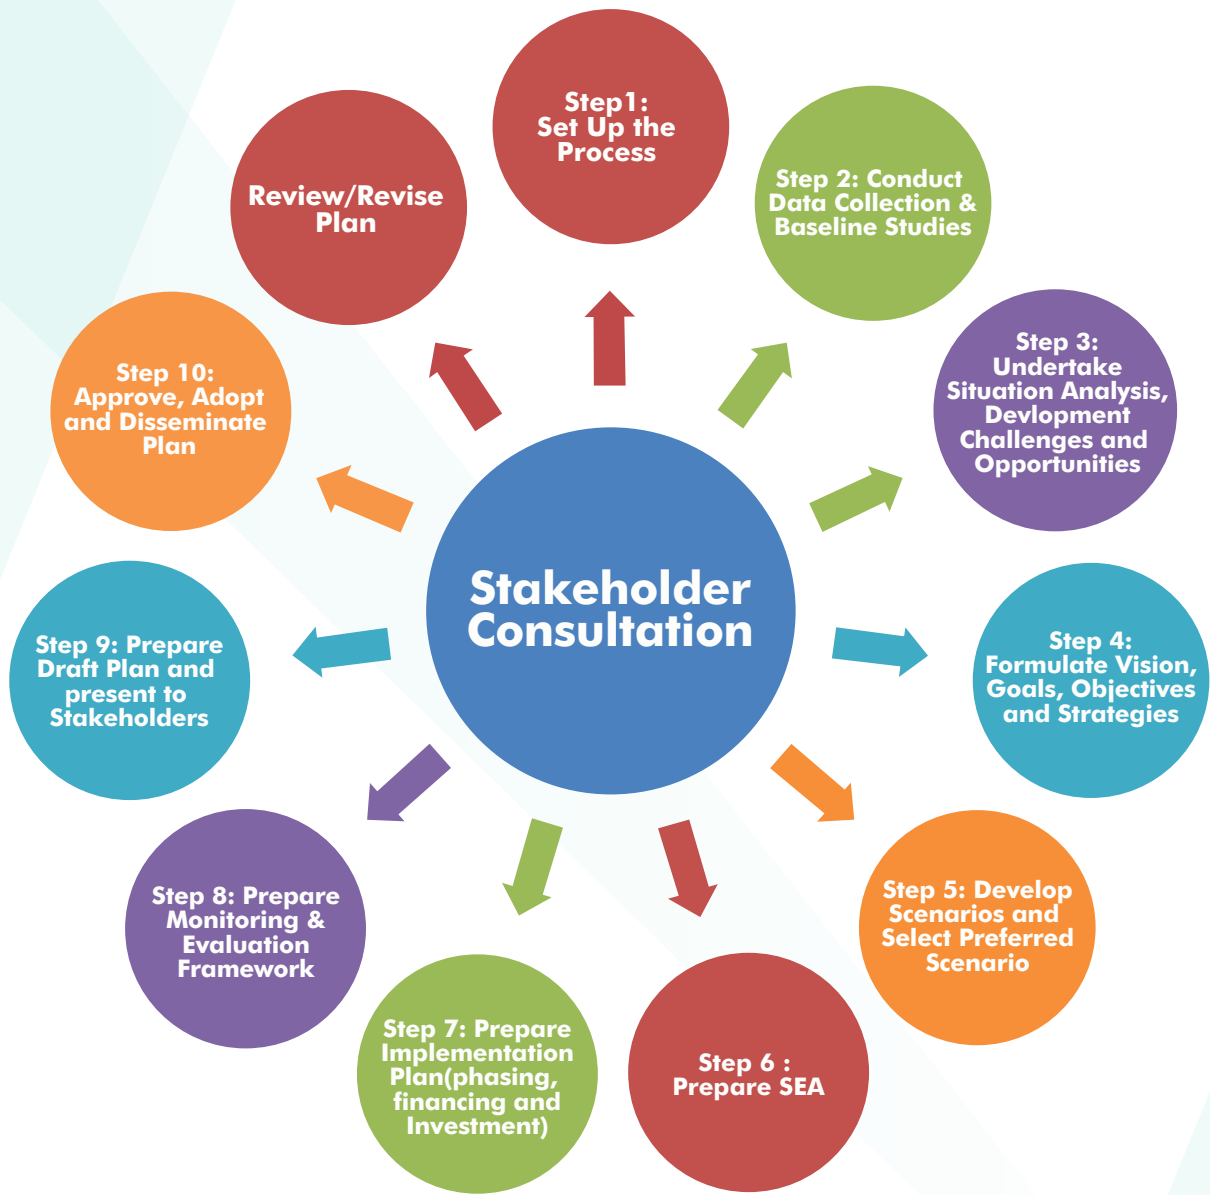 Step1:
Set Up the
Process
Step 2: Conduct
Data Collection &
Baseline Studies
Step 3:
Undertake
Situation Analysis,
Devlopment
Challenges and
Opportunities
Step 4:
Formulate Vision,
Goals, Objectives
and Strategies
Step 5: Develop
Scenarios and
Select Preferred
Scenario
Step 6 :
Prepare SEA
Step 7: Prepare
Implementation
Plan(phasing,
financing and
Investment)
Step 8: Prepare
Monitoring &
Evaluation
Framework
Step 9: Prepare
Draft Plan and
present to
Stakeholders
Step 10:
Approve, Adopt
and Disseminate
Plan
Review/Revise
Plan
Stakeholder
Consultation